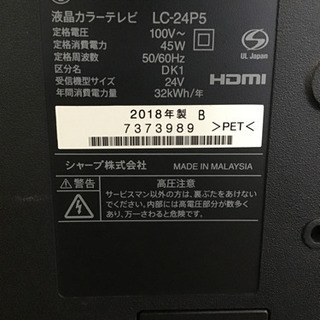 液晶カラーテレビ LC-24P5
定格電圧 100V~
定格消費電力 45W
定格周波数 50/60Hz
区分名 DK1
受信機型サイズ 24V
年間消費電力量 32kWh/年
UL Japan
HDMI
2018年製 B
7373989 >PET<
シャープ株式会社 MADE IN MALAYSIA
警告 高圧注意
サービスマン以外の方は、裏ぶたをあけない
でください。内部には高電圧部分が数多く
あり、万一さわると危険です。